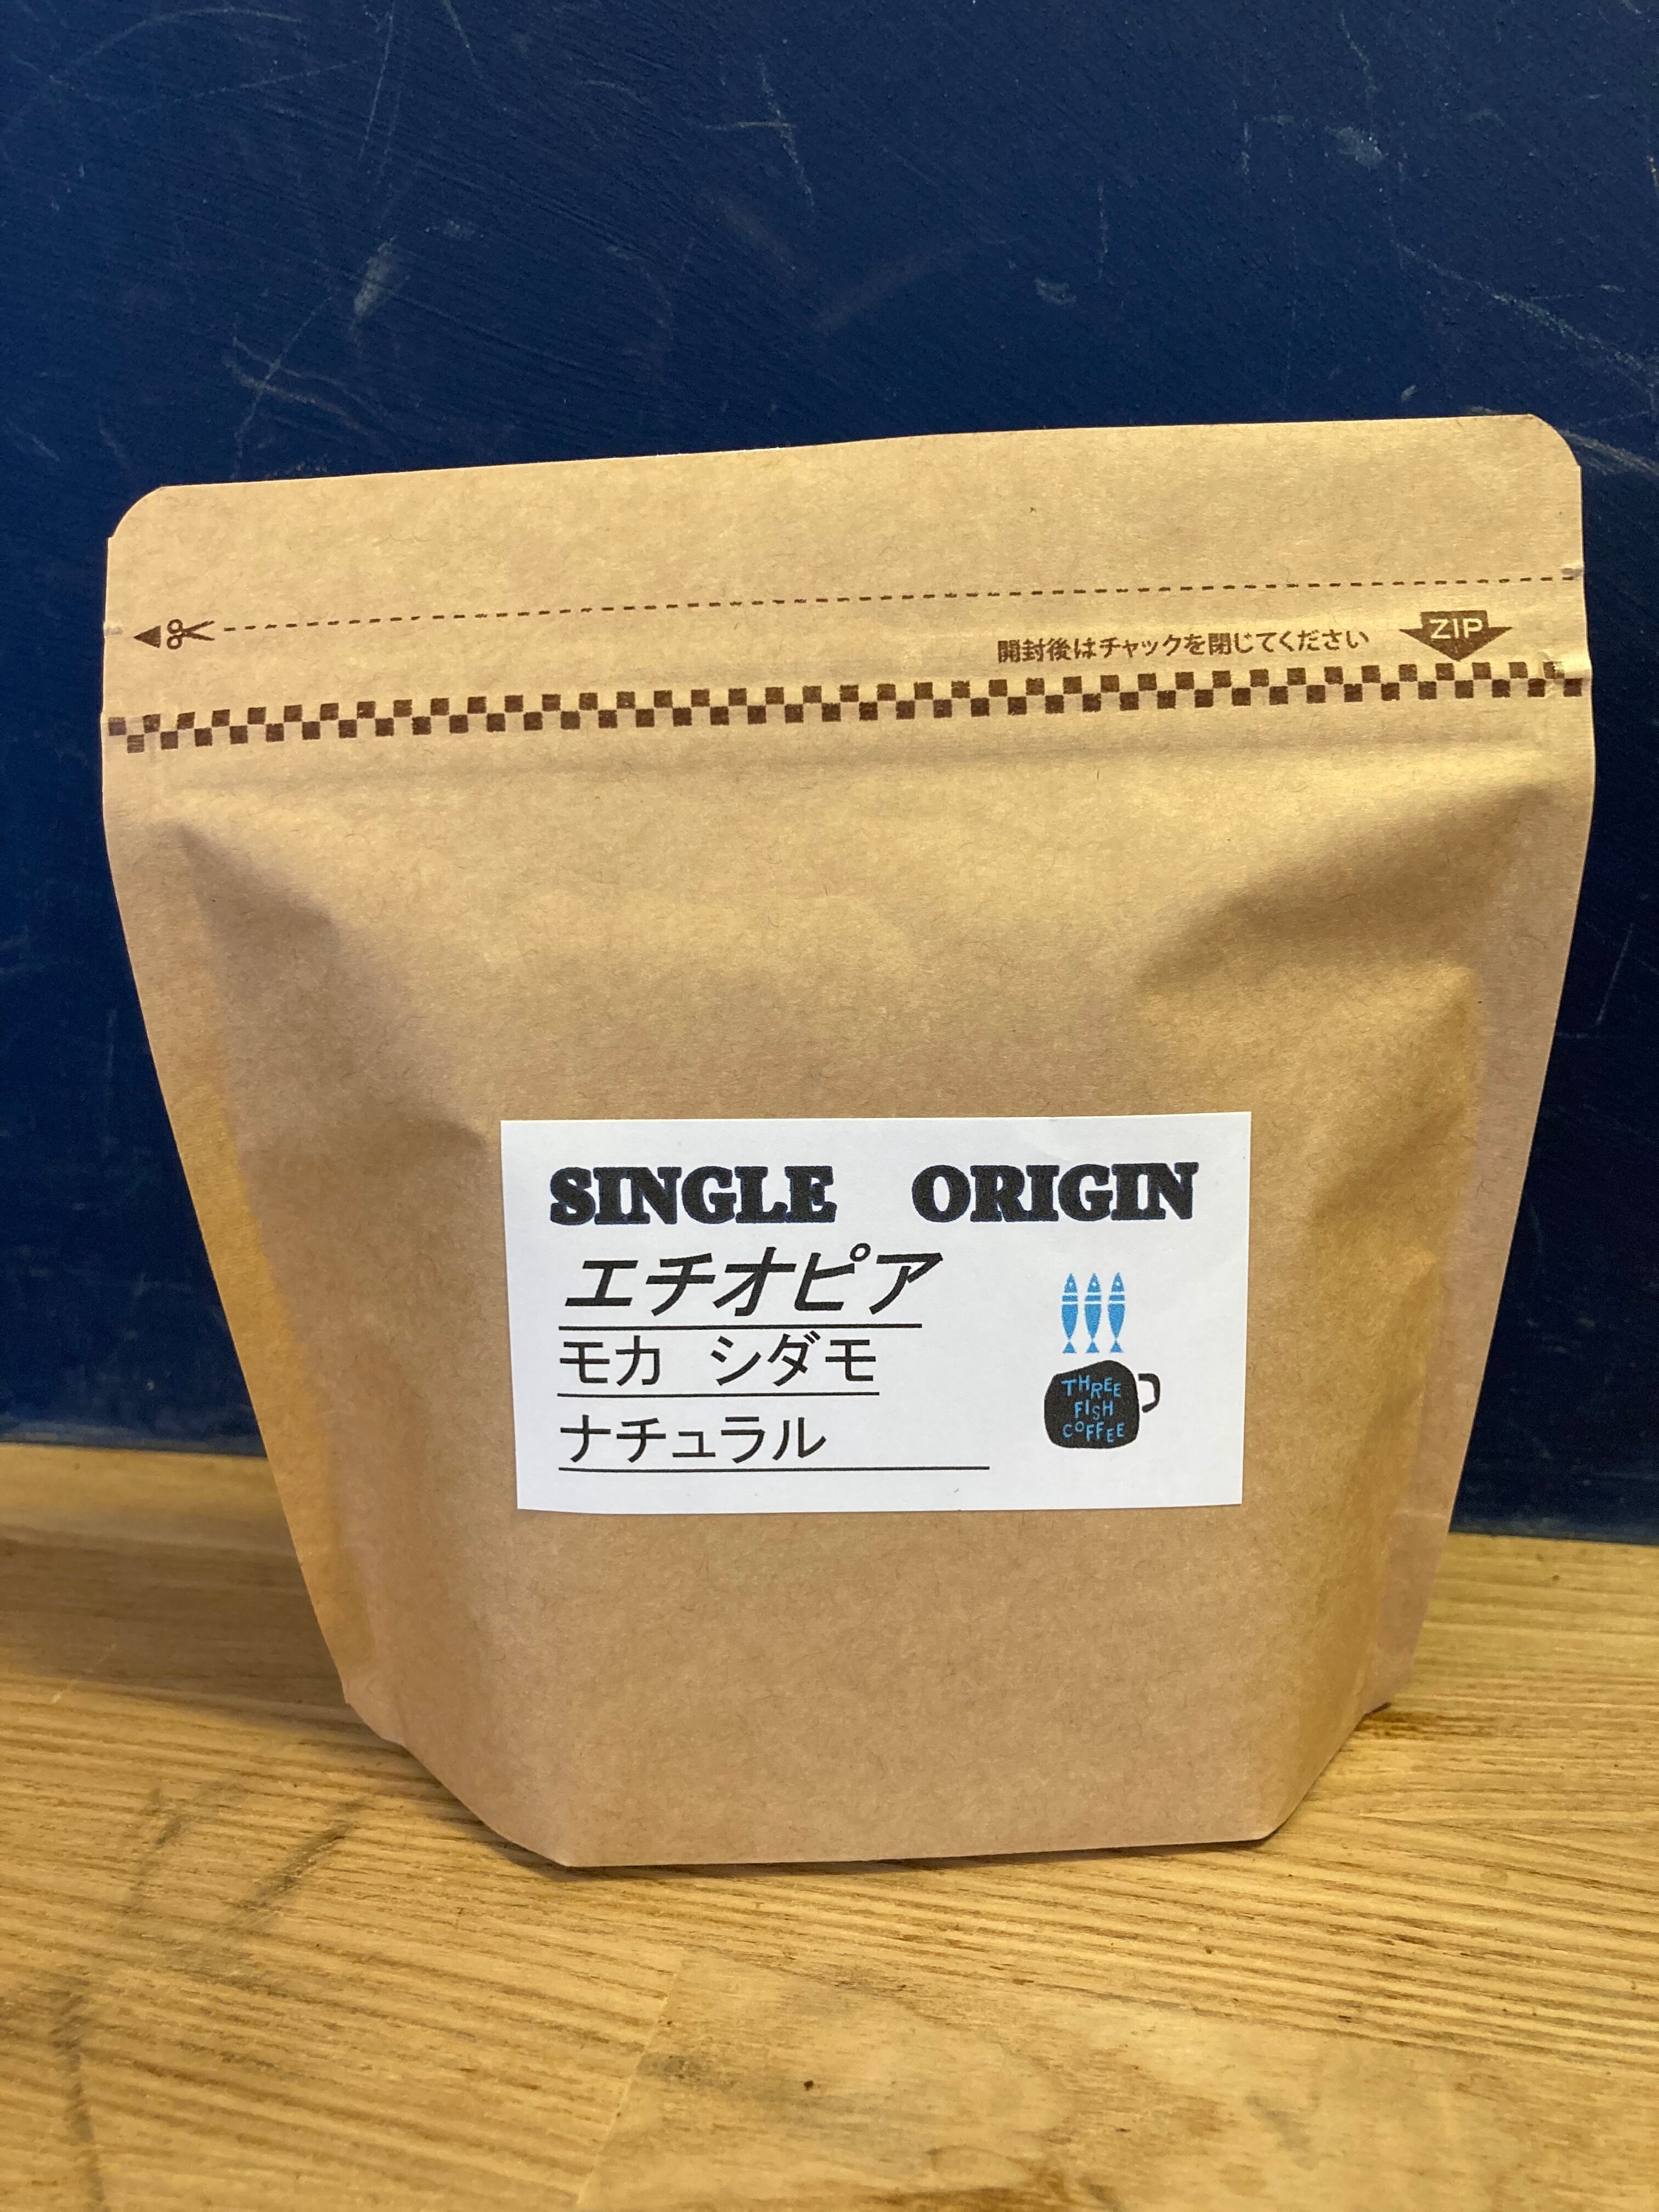 開封後はチャックを閉じてください
ZIP
SINGLE ORIGIN
エチオピア
モカ シダモ
ナチュラル
THREE
FISH
COFFEE